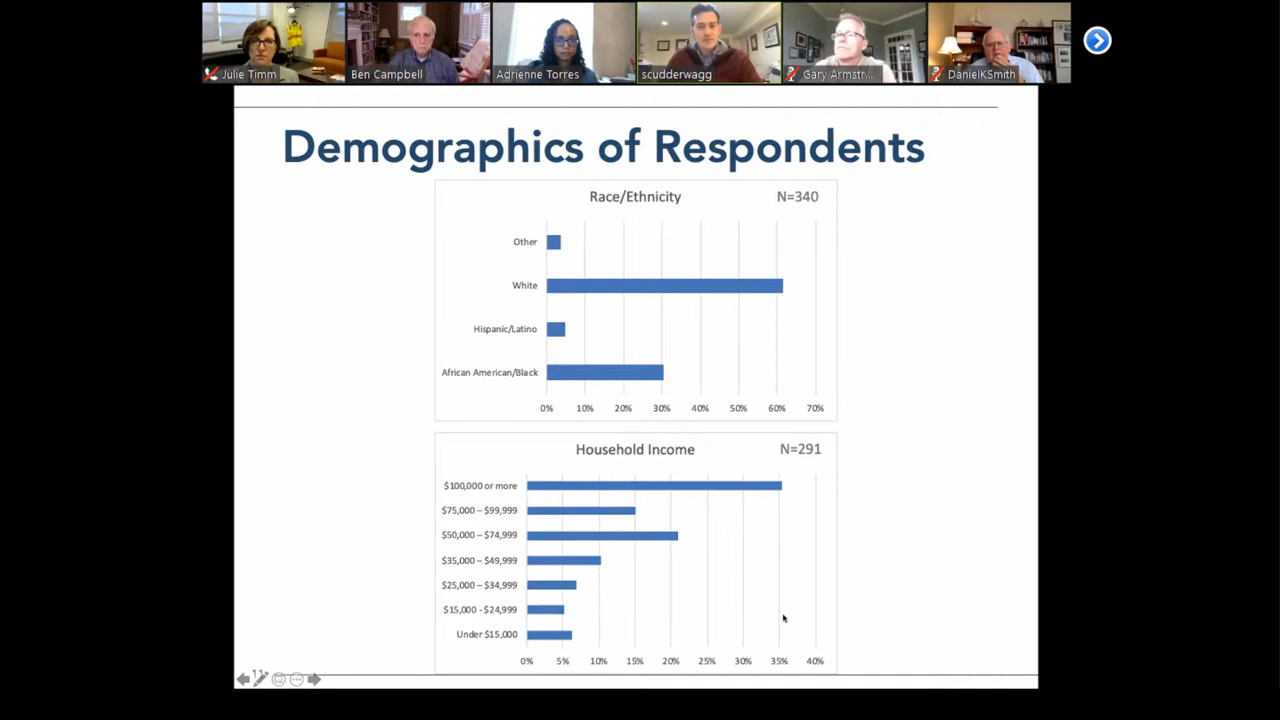 Julie Timm
Ben Campbell
Adrienne Torres
scudderwagg
Gary Armstr...
DanielKSmith
Demographics of Respondents
Race/Ethnicity
N=340
Other
White
Hispanic/Latino
African American/Black
0% 10% 20% 30% 40% 50% 60% 70%
Household Income
N=291
$100,000 or more
$75,000 – $99,999
$50,000 – $74,999
$35,000 – $49,999
$25,000 – $34,999
$15,000 - $24,999
Under $15,000
0% 5% 10% 15% 20% 25% 30% 35% 40%
11